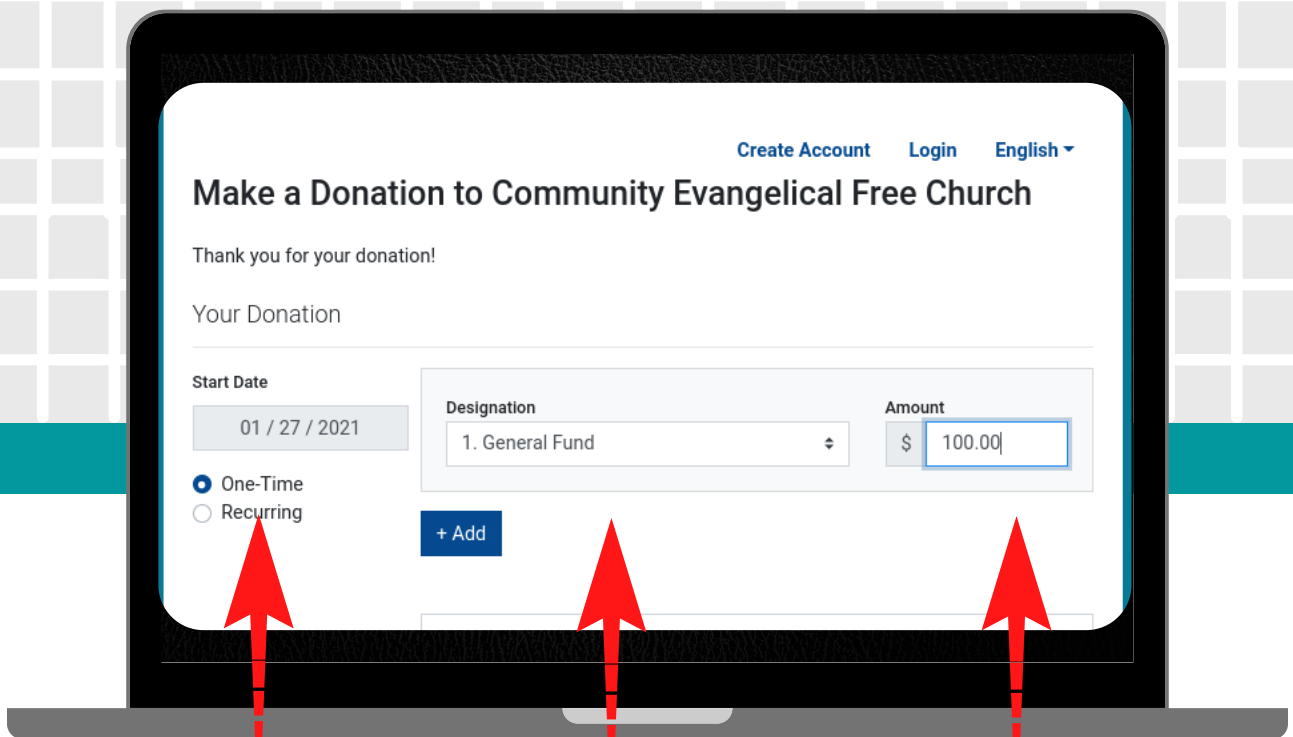 Create Account Login English
Make a Donation to Community Evangelical Free Church
Thank you for your donation!
Your Donation
Start Date
01 / 27 / 2021
One-Time
Recurring
Designation
1. General Fund
Amount
$ 100.00
+ Add